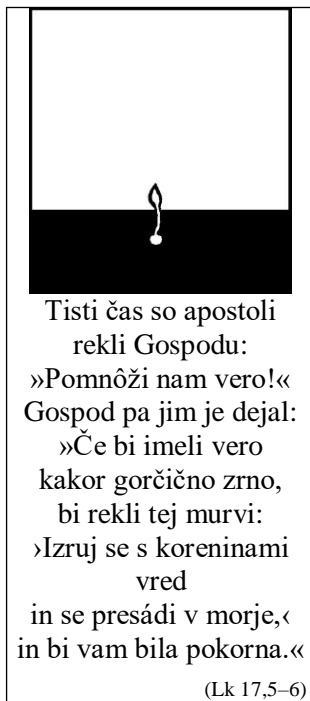 Tisti čas so apostoli
rekli Gospodu:
»Pomnôži nam vero!«
Gospod pa jim je dejal:
»Če bi imeli vero
kakor gorčično zrno,
bi rekli tej murvi:
›Izruj se s koreninami
vred
in se presádi v morje,‹
in bi vam bila pokorna.«
(Lk 17,5–6)